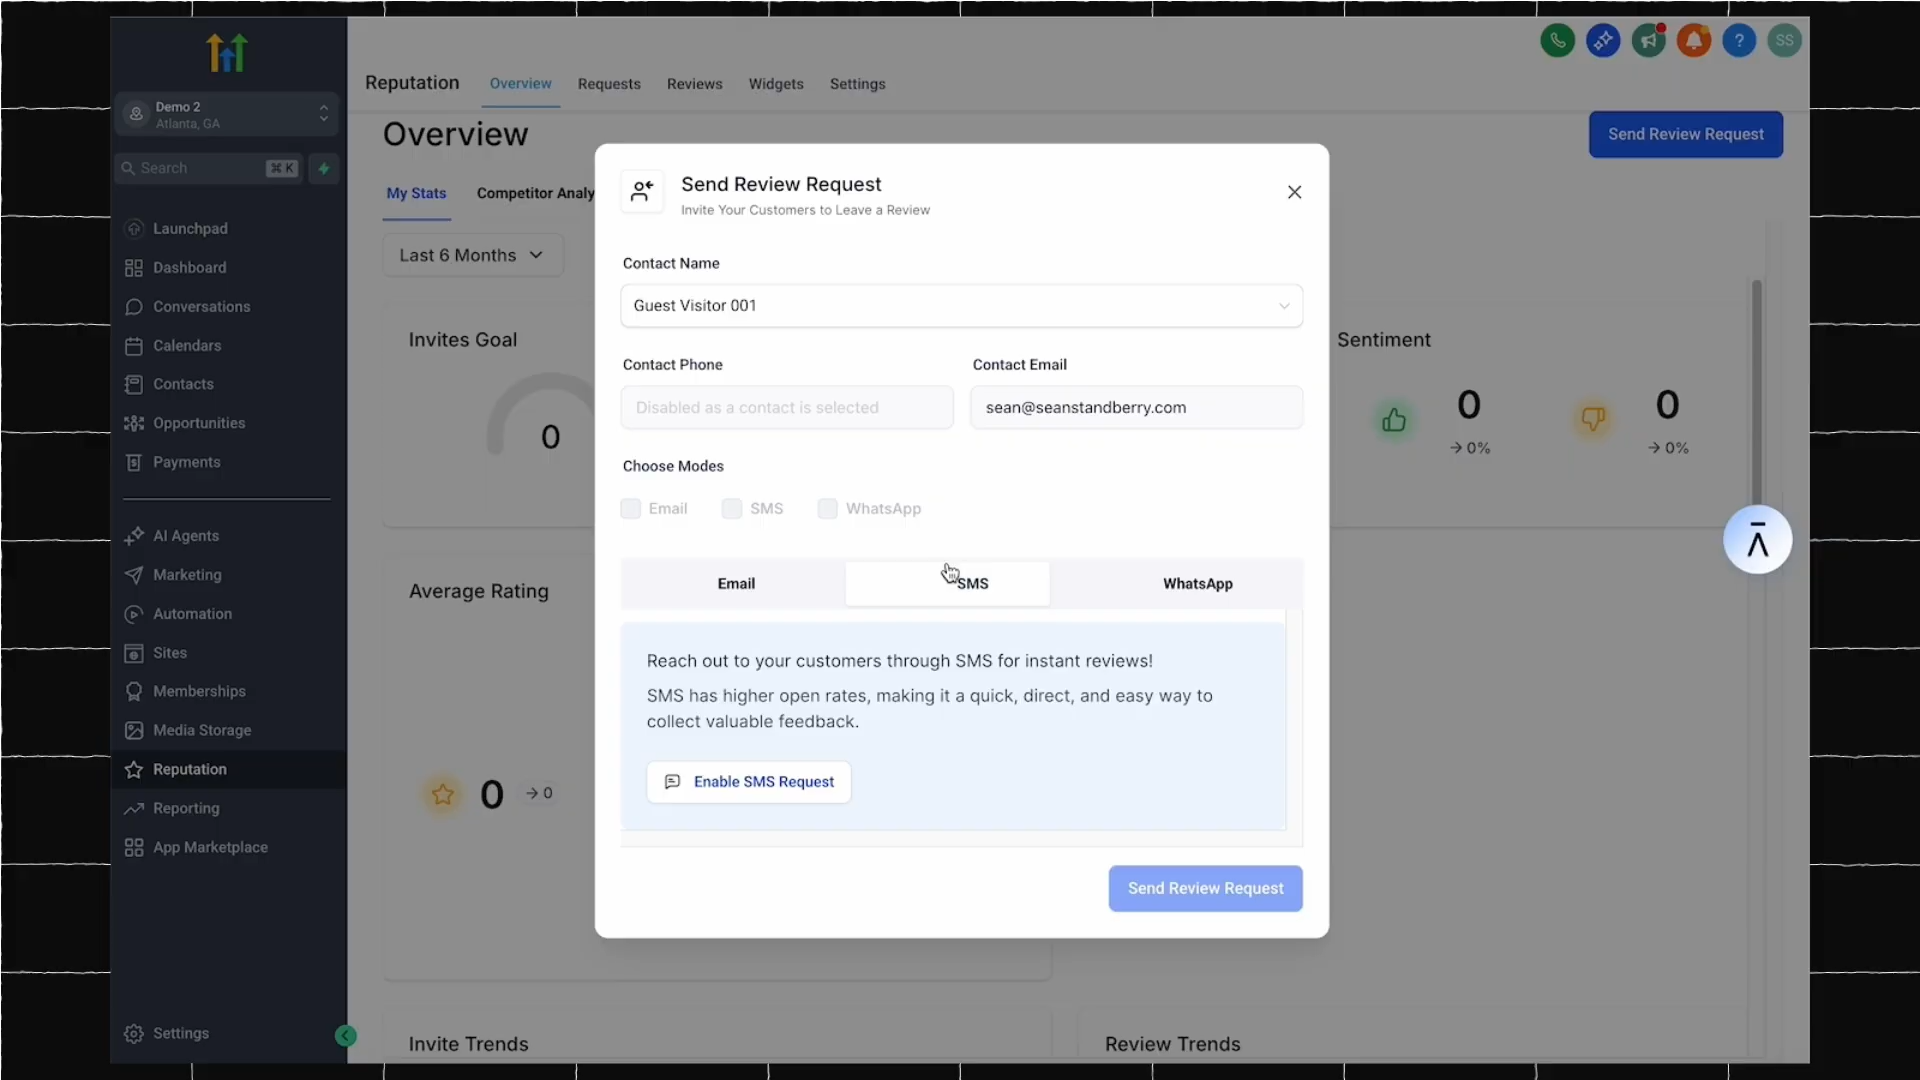 Demo 2
Atlanta, GA
Search
⌘ K
Launchpad
Dashboard
Conversations
Calendars
Contacts
Opportunities
Payments
AI Agents
Marketing
Automation
Sites
Memberships
Media Storage
Reputation
Reporting
App Marketplace
Settings
Reputation
Overview
Requests
Reviews
Widgets
Settings
?
SS
Overview
Send Review Request
My Stats
Competitor Analy
Last 6 Months
Invites Goal
0
Sentiment
0
→ 0%
0
→ 0%
Average Rating
0
→ 0
Invite Trends
Review Trends
Send Review Request
Invite Your Customers to Leave a Review
Contact Name
Guest Visitor 001
Contact Phone
Contact Email
Disabled as a contact is selected
sean@seanstandberry.com
Choose Modes
Email
SMS
WhatsApp
Email
SMS
WhatsApp
Reach out to your customers through SMS for instant reviews!
SMS has higher open rates, making it a quick, direct, and easy way to
collect valuable feedback.
Enable SMS Request
Send Review Request